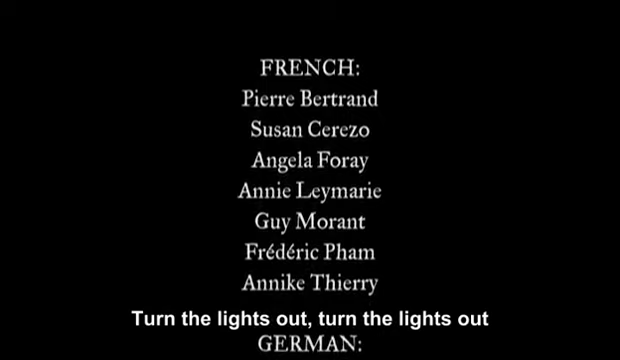 FRENCH:
Pierre Bertrand
Susan Cerezo
Angela Foray
Annie Leymarie
Guy Morant
Frédéric Pham
Annike Thierry
Turn the lights out, turn the lights out
GERMAN: